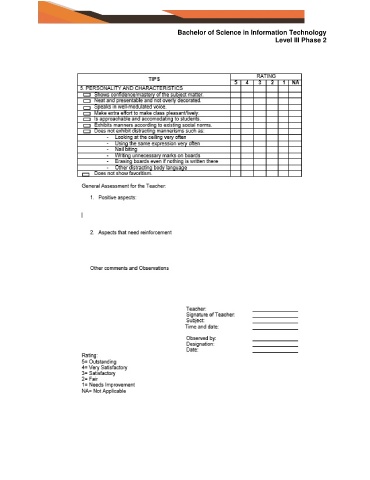 Bachelor of Science in Information Technology
Level III Phase 2
TIPS
RATING
5 4 3 2 1 NA
3. PERSONALITY AND CHARACTERISTICS
Shows confidence/mastery of the subject matter.
Neat and presentable and not overly decorated.
Speaks in well-modulated voice.
Make extra effort to make class pleasant/lively
Is approachable and accomodating to students.
Exhibits manners according to existing social norms.
Does not exhibit distracting mannerisms such as:
- Looking at the ceiling very often
- Using the same expression very often
- Nail biting
- Writing unnecessary marks on boards
- Erasing boards even if nothing is written there
- Other distracting body language
Does not show favoritism.
General Assessment for the Teacher:
1. Positive aspects:
2. Aspects that need reinforcement
Other comments and Observations
Teacher:
Signature of Teacher:
Subject:
Time and date:
Observed by:
Designation:
Date:
Rating:
5= Outstanding
4= Very Satisfactory
3= Satisfactory
2= Fair
1= Needs Improvement
NA= Not Applicable